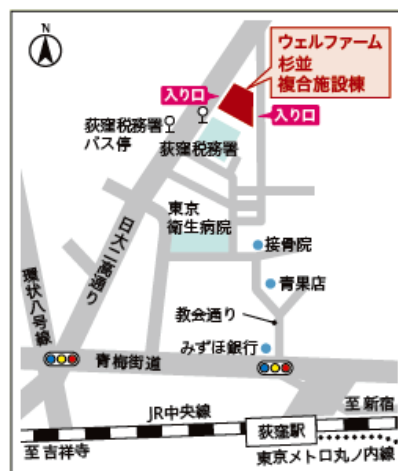 N
ウェルファーム
杉並
複合施設棟
入り口
入り口
荻窪税務署
バス停
荻窪税務署
東京
衛生病院
日大二高通り
接骨院
青果店
環状八号線
教会通り
みずほ銀行
青梅街道
至新宿
JR中央線
荻窪駅
至吉祥寺
東京メトロ丸ノ内線